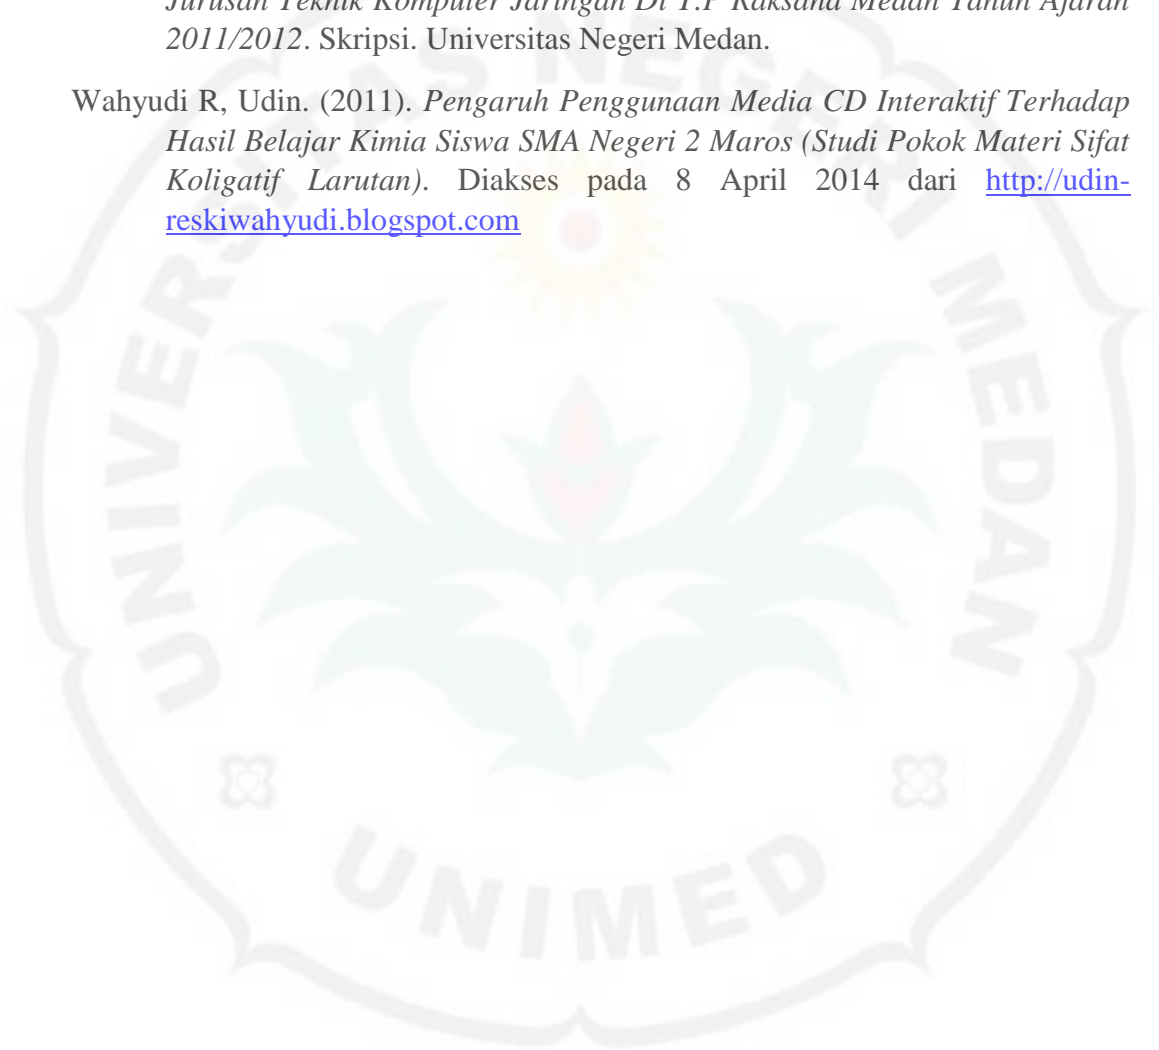 Jurusan Teknik Komputer Jaringan Di Y.P Raksana Medan Tahun Ajaran
2011/2012. Skripsi. Universitas Negeri Medan.
Wahyudi R, Udin. (2011). Pengaruh Penggunaan Media CD Interaktif Terhadap
Hasil Belajar Kimia Siswa SMA Negeri 2 Maros (Studi Pokok Materi Sifat
Koligatif Larutan). Diakses pada 8 April 2014 dari http://udin-
reskiwahyudi.blogspot.com
UNIVERSITAS NEGERI MEDAN
UNIMED